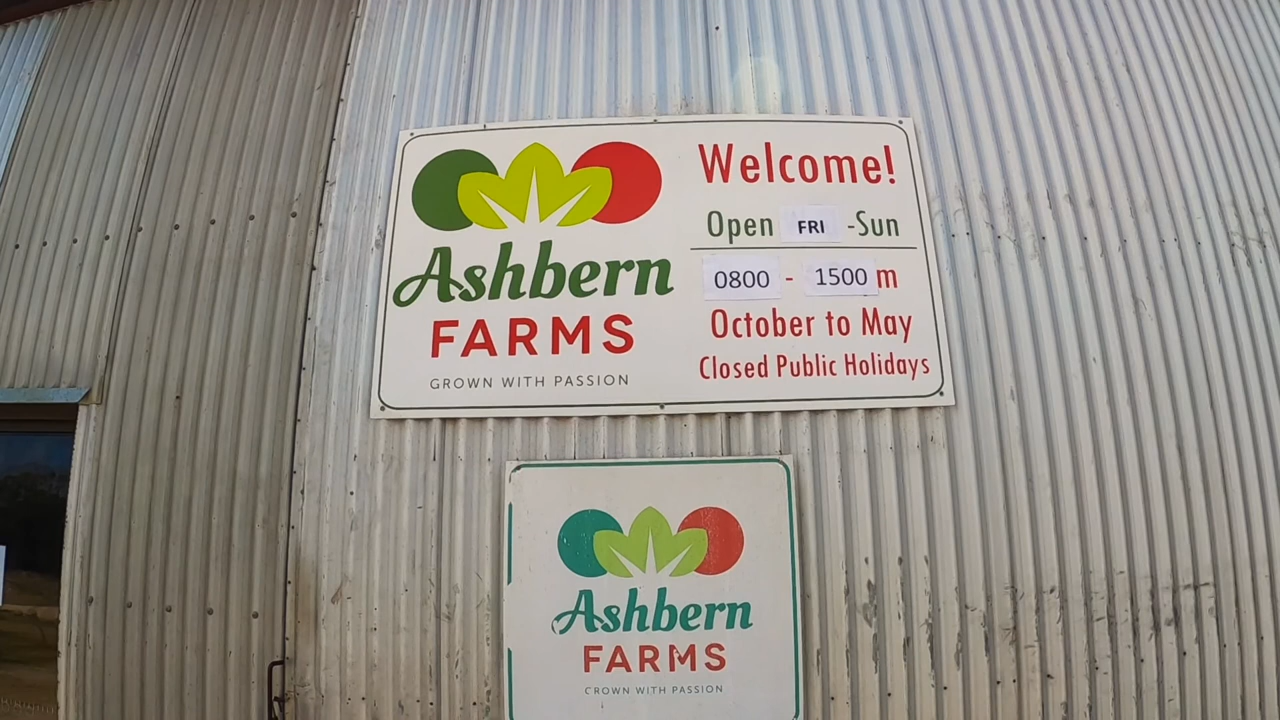 Ashbern
FARMS
GROWN WITH PASSION
Welcome!
Open FRI -Sun
0800 - 1500 m
October to May
Closed Public Holidays
Ashbern
FARMS
GROWN WITH PASSION